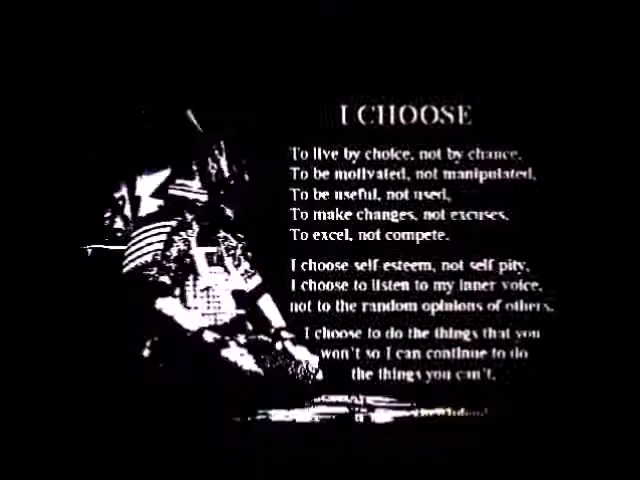 I CHOOSE
To live by choice, not by chance,
To be motivated, not manipulated,
To be useful, not used,
To make changes, not excuses,
To excel, not compete.
I choose self esteem, not self pity,
I choose to listen to my inner voice,
not to the random opinions of others.
I choose to do the things that you
won't so I can continue to do
the things you can't.